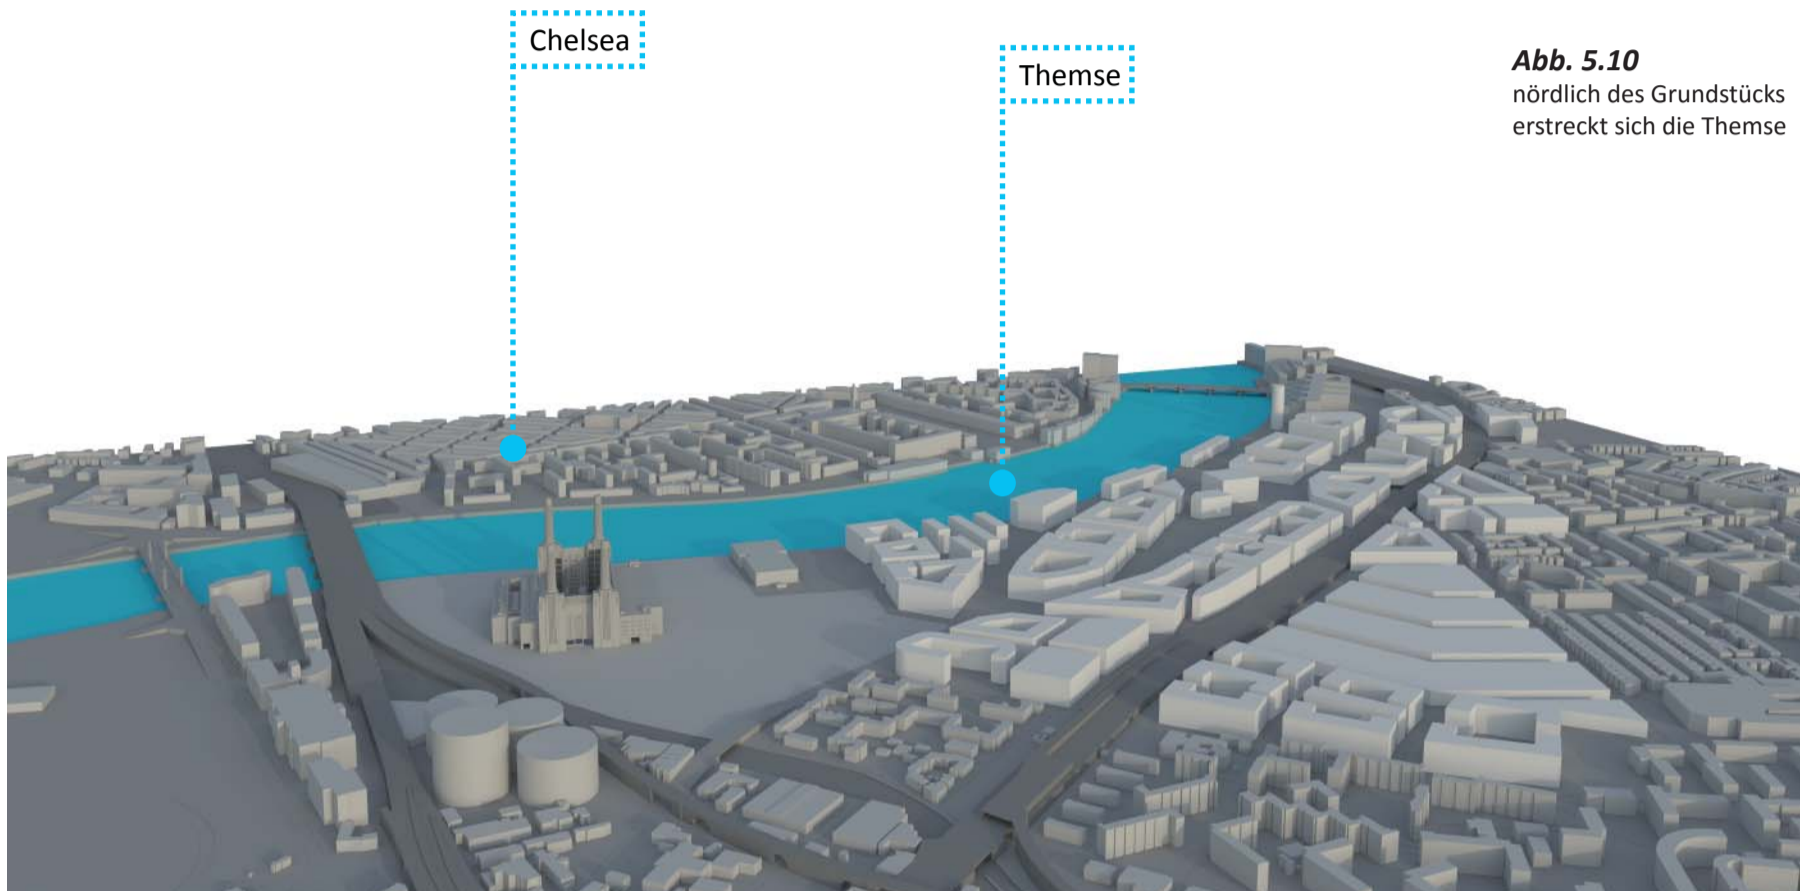 Chelsea
Themse
Abb. 5.10
nördlich des Grundstücks
erstreckt sich die Themse